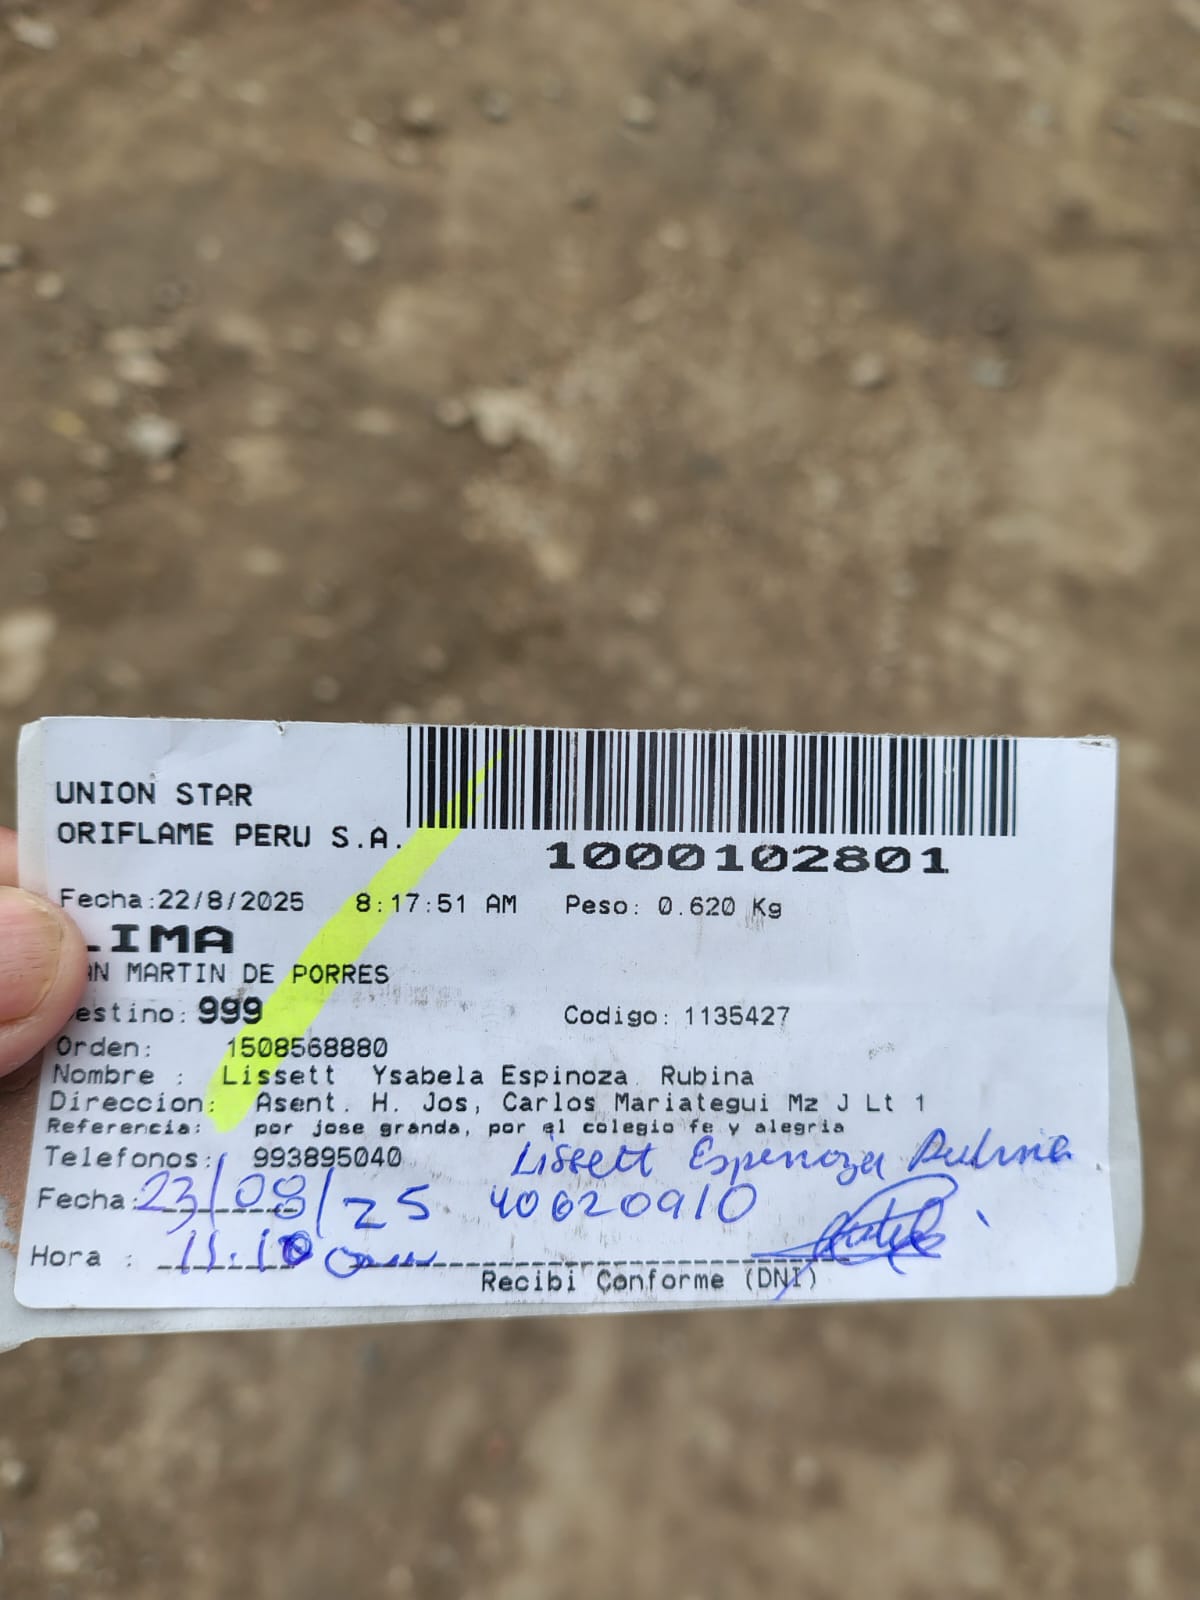 UNION STAR
ORIFLAME PERU S.A.
1000102801
Fecha:22/8/2025 8:17:51 AM Peso: 0.620 Kg
LIMA
AN MARTIN DE PORRES
estino: 999 Codigo: 1135427
Orden: 1508568880
Nombre : Lissett Ysabela Espinoza Rubina
Direccion: Asent. H. Jos, Carlos Mariategui Mz J Lt 1
Referencia: por jose granda, por el colegio fe y alegria
Telefonos: 993895040 Lissett Espinoza Rubina
Fecha: 23/08/25 40620910
Hora : 11:10
Recibi Conforme (DNI)